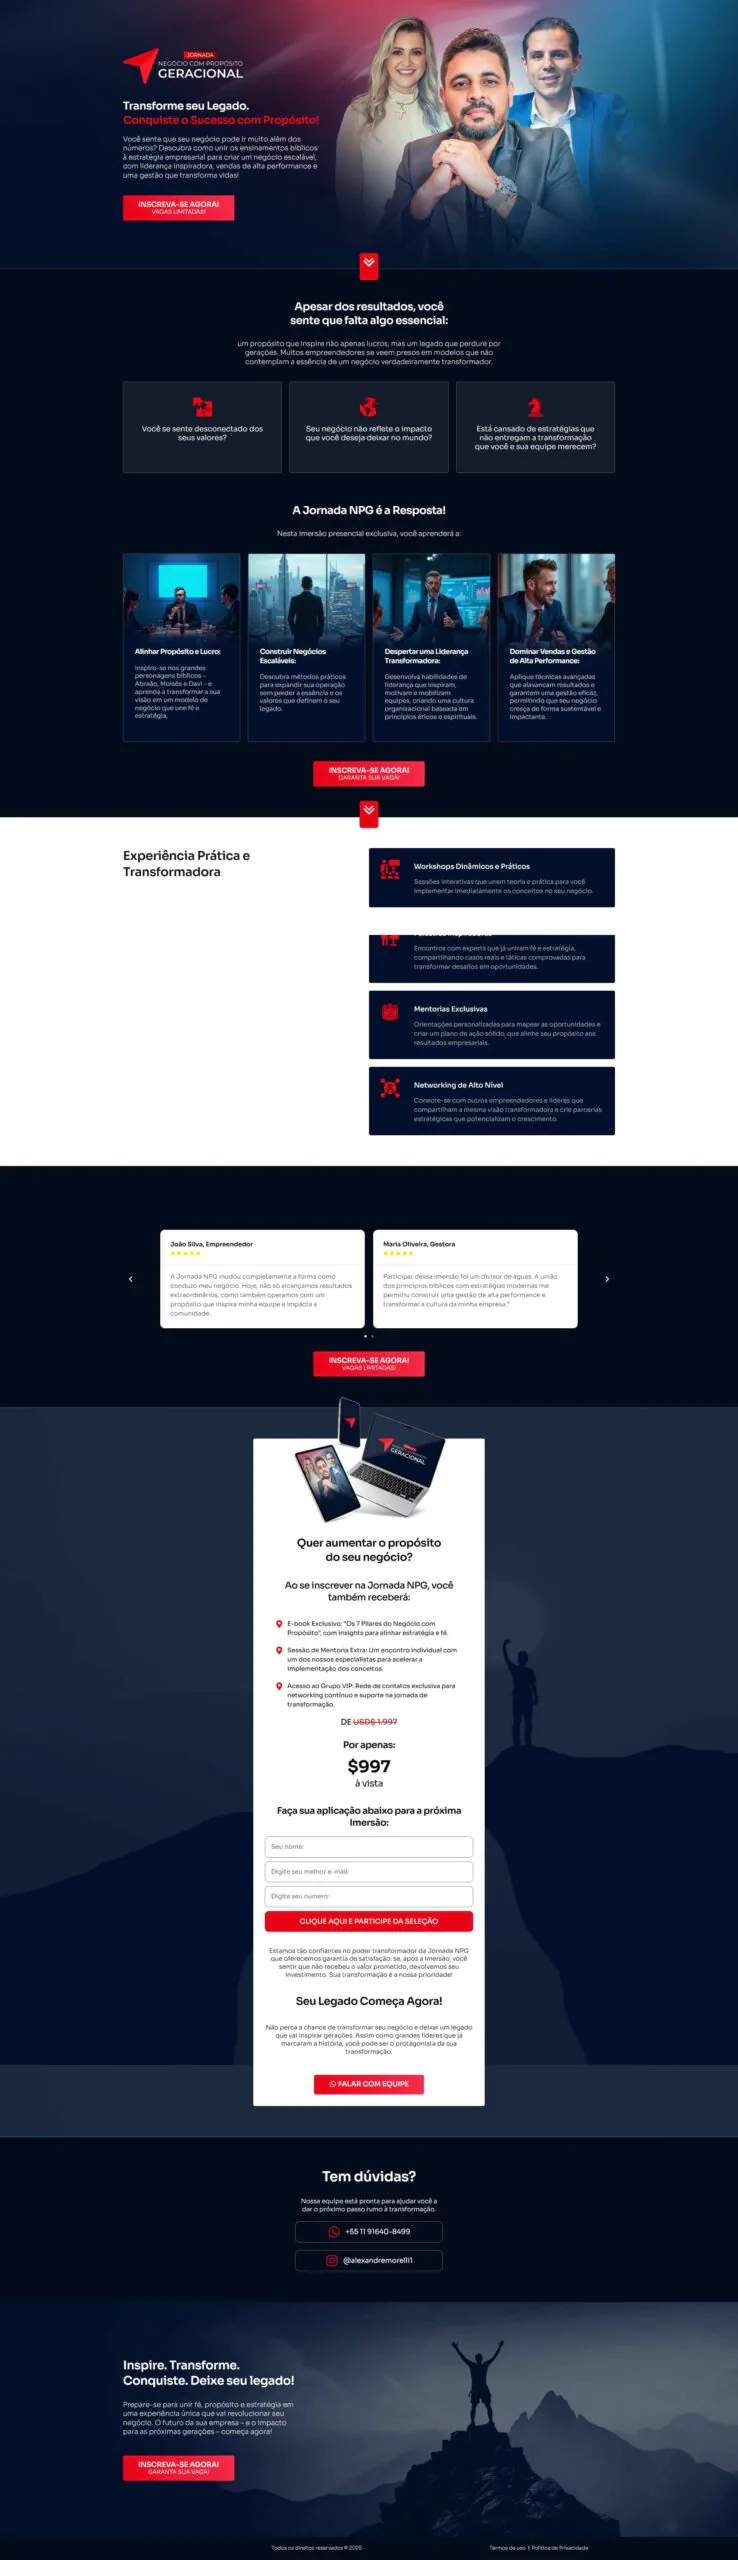 JORNADA
NEGÓCIO COM PROPÓSITO
GERACIONAL
Transforme seu Legado.
Conquiste o Sucesso com Propósito!
Você sente que seu negócio pode ir muito além dos
números? Descubra como unir os ensinamentos bíblicos
à estratégia empresarial para criar um negócio escalável,
com liderança inspiradora, vendas de alta performance e
uma gestão que transforma vidas!
INSCREVA-SE AGORA!
VAGAS LIMITADAS!
Apesar dos resultados, você
sente que falta algo essencial:
um propósito que inspire não apenas lucros, mas um legado que perdure por
gerações. Muitos empreendedores se veem presos em modelos que não
contemplam a essência de um negócio verdadeiramente transformador.
Você se sente desconectado dos
seus valores?
Seu negócio não reflete o impacto
que você deseja deixar no mundo?
Está cansado de estratégias que
não entregam a transformação
que você e sua equipe merecem?
A Jornada NPG é a Resposta!
Nesta imersão presencial exclusiva, você aprenderá a:
Alinhar Propósito e Lucro:
Inspire-se nos grandes
personagens bíblicos –
Abraão, Moisés e Davi – e
aprenda a transformar a sua
visão em um modelo de
negócio que une fé e
estratégia.
Construir Negócios
Escaláveis:
Descubra métodos práticos
para expandir sua operação
sem perder a essência e os
valores que definem o seu
legado.
Despertar uma Liderança
Transformadora:
Desenvolva habilidades de
liderança que inspiram,
motivam e mobilizam
equipes, criando uma cultura
organizacional baseada em
princípios éticos e espirituais.
Dominar Vendas e Gestão
de Alta Performance:
Aplique técnicas avançadas
que alavancam resultados e
garantem uma gestão eficaz,
permitindo que seu negócio
cresça de forma sustentável e
impactante.
INSCREVA-SE AGORA!
GARANTA SUA VAGA!
Experiência Prática e
Transformadora
Workshops Dinâmicos e Práticos
Sessões interativas que unem teoria e prática para você
implementar imediatamente os conceitos no seu negócio.
Encontros com experts que já uniram fé e estratégia,
compartilhando casos reais e táticas comprovadas para
transformar desafios em oportunidades.
Mentorias Exclusivas
Orientações personalizadas para mapear as oportunidades e
criar um plano de ação sólido, que alinhe seu propósito aos
resultados empresariais.
Networking de Alto Nível
Conecte-se com outros empreendedores e líderes que
compartilham a mesma visão transformadora e crie parcerias
estratégicas que potencializam o crescimento.
João Silva, Empreendedor
A Jornada NPG mudou completamente a forma como
conduzo meu negócio. Hoje, não só alcançamos resultados
extraordinários, como também operamos com um
propósito que inspira minha equipe e impacta a
comunidade.
Maria Oliveira, Gestora
Participar dessa imersão foi um divisor de águas. A união
dos princípios bíblicos com estratégias modernas me
permitiu construir uma gestão de alta performance e
transformar a cultura da minha empresa."
INSCREVA-SE AGORA!
VAGAS LIMITADAS!
GERACIONAL
Quer aumentar o propósito
do seu negócio?
Ao se inscrever na Jornada NPG, você
também receberá:
E-book Exclusivo: "Os 7 Pilares do Negócio com
Propósito", com insights para alinhar estratégia e fé.
Sessão de Mentoria Extra: Um encontro individual com
um dos nossos especialistas para acelerar a
implementação dos conceitos.
Acesso ao Grupo VIP: Rede de contatos exclusiva para
networking contínuo e suporte na jornada de
transformação.
DE USD$ 1.997
Por apenas:
$997
à vista
Faça sua aplicação abaixo para a próxima
Imersão:
Seu nome:
Digite seu melhor e-mail:
Digite seu número:
CLIQUE AQUI E PARTICIPE DA SELEÇÃO
Estamos tão confiantes no poder transformador da Jornada NPG
que oferecemos garantia de satisfação: se, após a imersão, você
sentir que não recebeu o valor prometido, devolvemos seu
investimento. Sua transformação é a nossa prioridade!
Seu Legado Começa Agora!
Não perca a chance de transformar seu negócio e deixar um legado
que vai inspirar gerações. Assim como grandes líderes que já
marcaram a história, você pode ser o protagonista da sua
transformação.
FALAR COM EQUIPE
Tem dúvidas?
Nossa equipe está pronta para ajudar você a
dar o próximo passo rumo à transformação.
+55 11 91640-8499
@alexandremorelli1
Inspire. Transforme.
Conquiste. Deixe seu legado!
Prepare-se para unir fé, propósito e estratégia em
uma experiência única que vai revolucionar seu
negócio. O futuro da sua empresa – e o impacto
para as próximas gerações – começa agora!
INSCREVA-SE AGORA!
GARANTA SUA VAGA!
Todos os direitos reservados © 2025
Termos de uso I Política de Privacidade